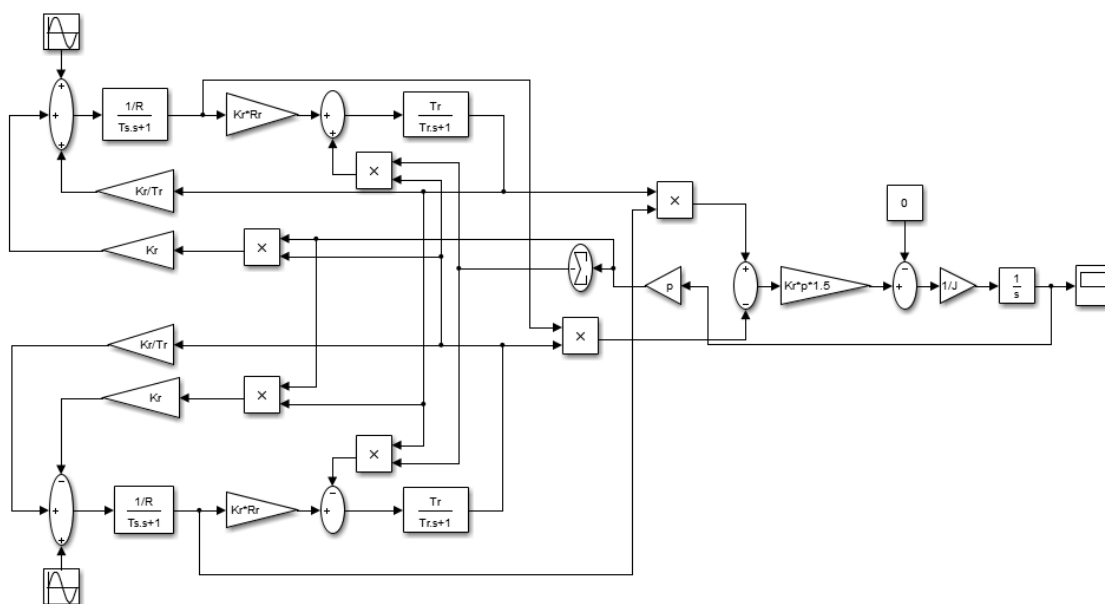 1/R
Ts.s+1
Kr*Rr
Tr
Tr.s+1
×
Kr/Tr
×
0
Kr
×
p
Kr*p*1.5
1/J
1
s
Kr/Tr
×
Kr
×
×
1/R
Ts.s+1
Kr*Rr
Tr
Tr.s+1